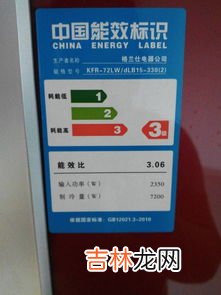 中国能效标识
CHINA ENERGY LABEL
生产者名称 格兰仕电器公司
规格型号 KFR-72LW/dLB15-330(2)
耗能低
1
2
耗能高
3
3级
能效比 3.06
输入功率(W) 2350
制冷量(W) 7200
依据国家标准:GB12021.3-2010
吉林龙网